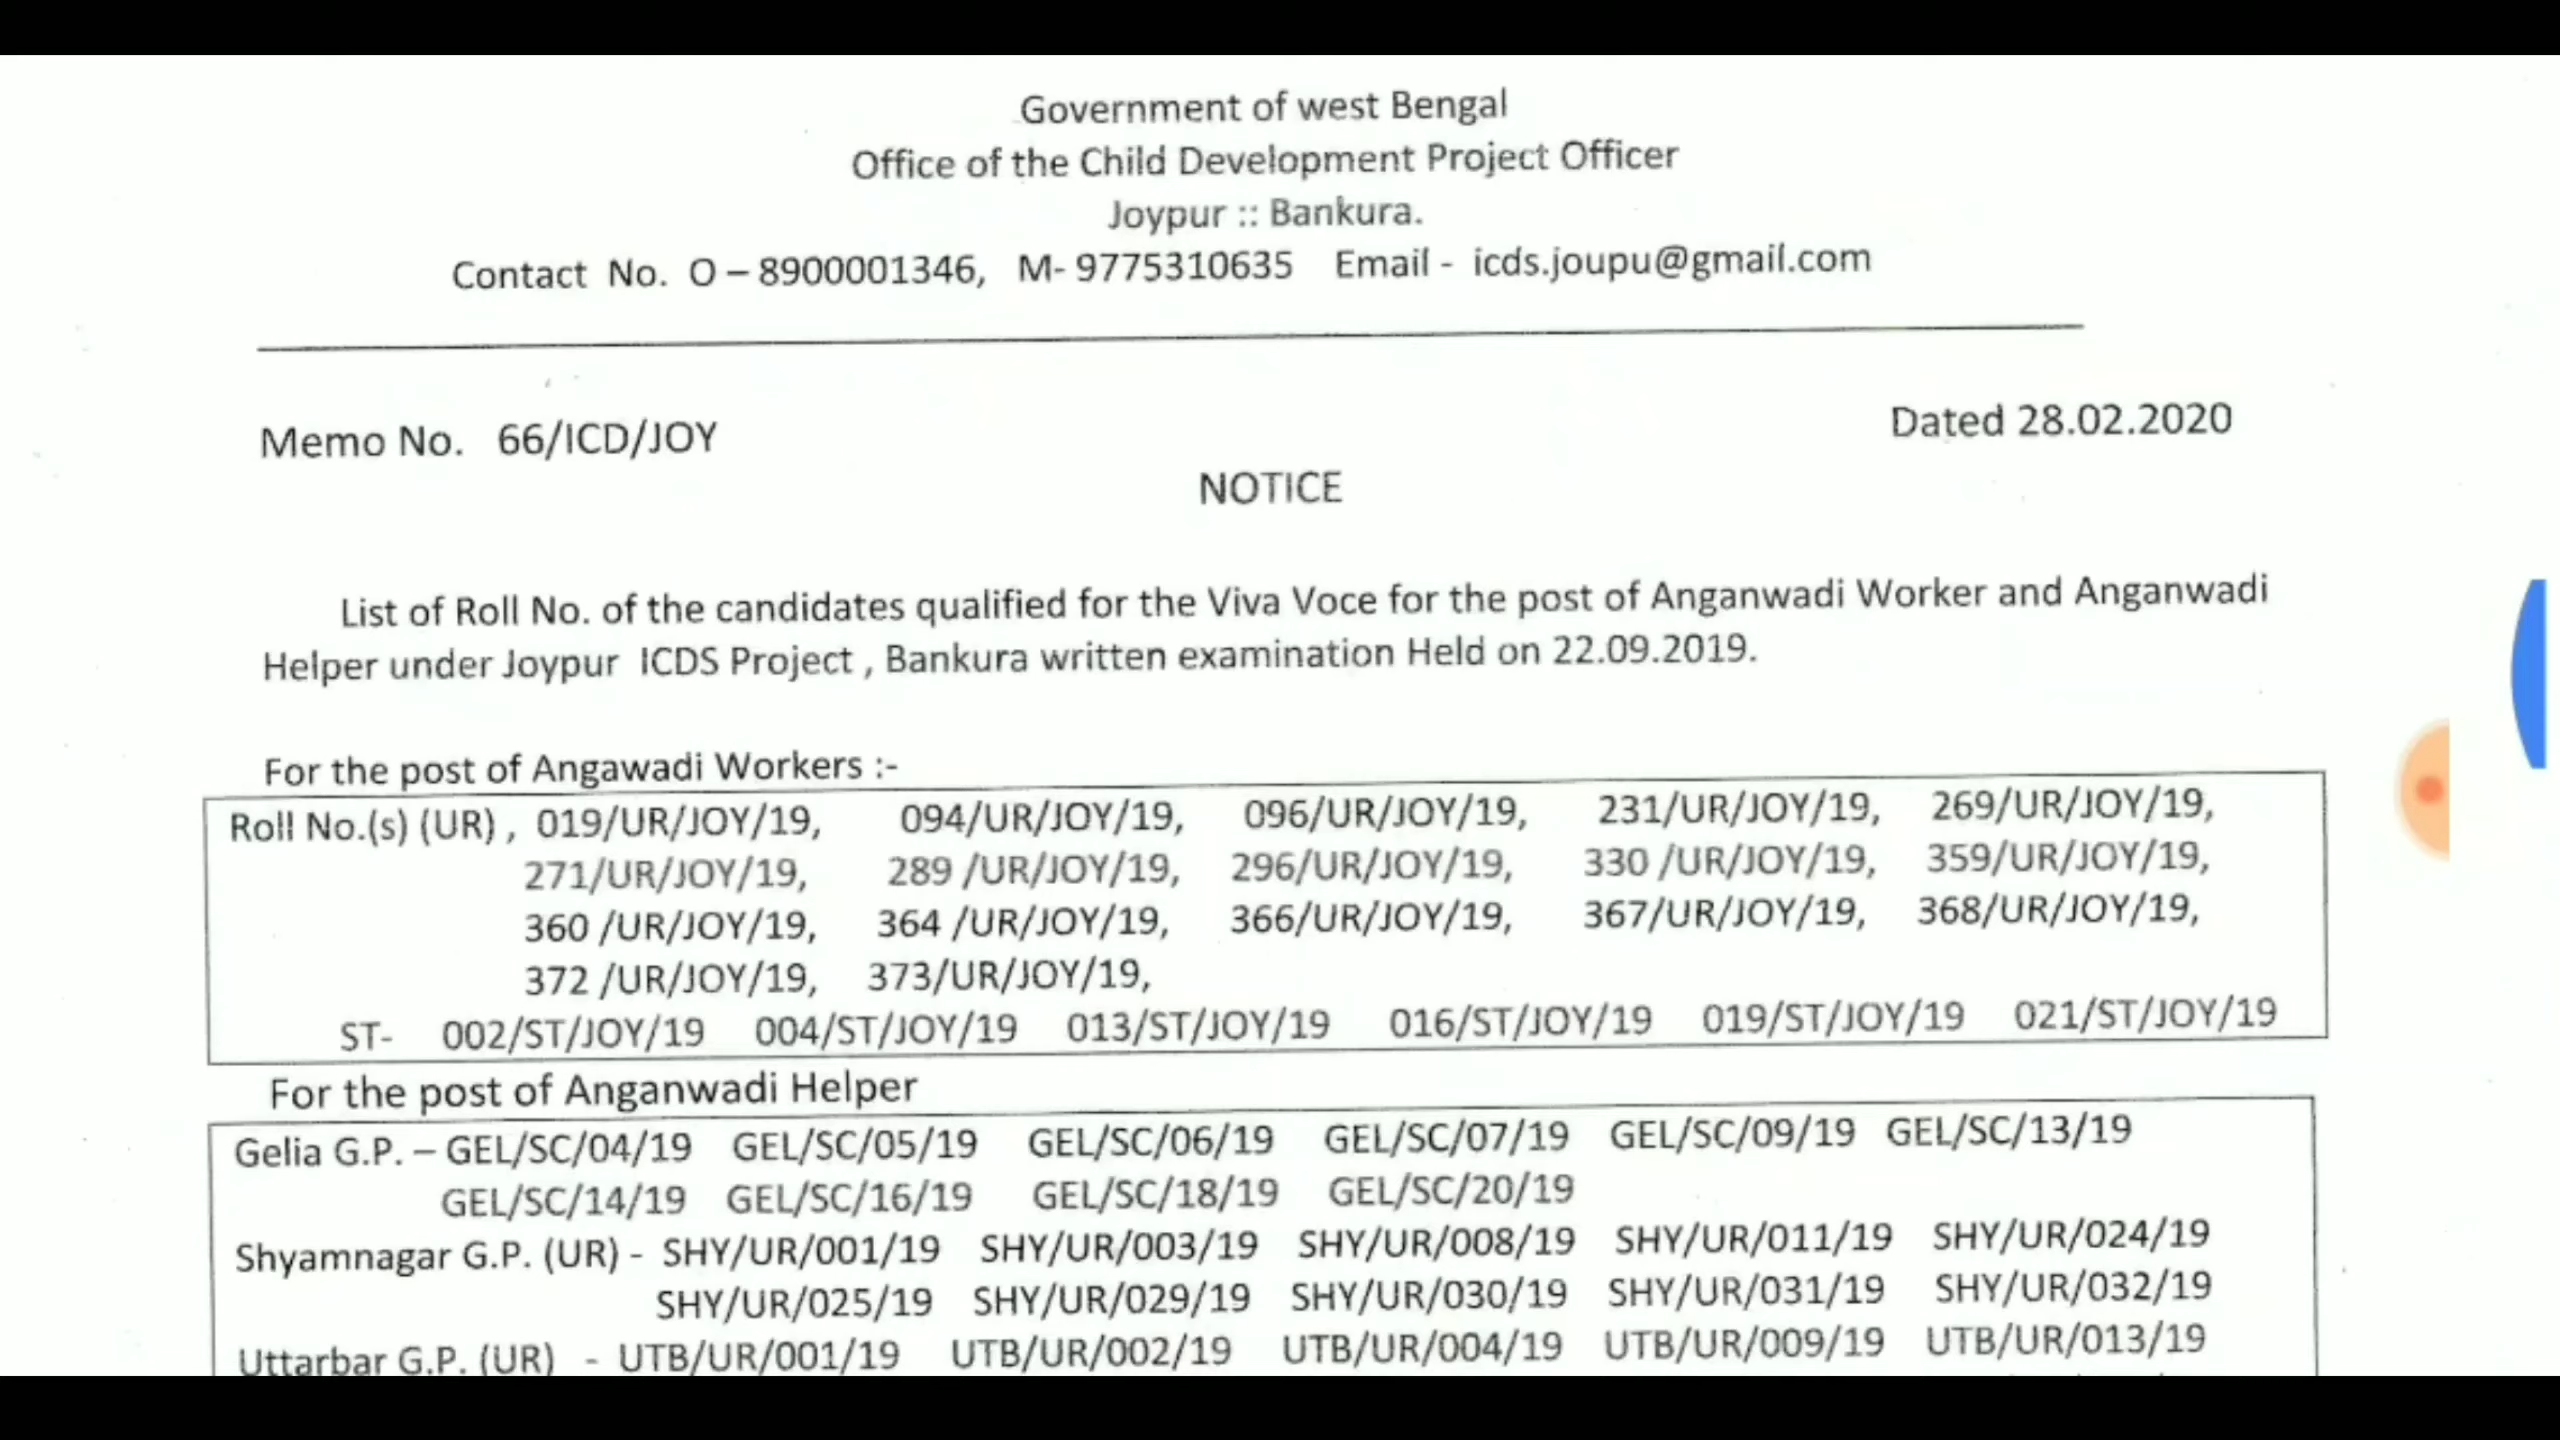 Government of west Bengal
Office of the Child Development Project Officer
Joypur :: Bankura.
Contact No. O – 8900001346, M- 9775310635 Email - icds.joupu@gmail.com
Memo No. 66/ICD/JOY Dated 28.02.2020
NOTICE
List of Roll No. of the candidates qualified for the Viva Voce for the post of Anganwadi Worker and Anganwadi
Helper under Joypur ICDS Project , Bankura written examination Held on 22.09.2019.
For the post of Angawadi Workers :-
Roll No.(s) (UR) , 019/UR/JOY/19, 094/UR/JOY/19, 096/UR/JOY/19, 231/UR/JOY/19, 269/UR/JOY/19,
271/UR/JOY/19, 289 /UR/JOY/19, 296/UR/JOY/19, 330 /UR/JOY/19, 359/UR/JOY/19,
360 /UR/JOY/19, 364 /UR/JOY/19, 366/UR/JOY/19, 367/UR/JOY/19, 368/UR/JOY/19,
372 /UR/JOY/19, 373/UR/JOY/19,
ST- 002/ST/JOY/19 004/ST/JOY/19 013/ST/JOY/19 016/ST/JOY/19 019/ST/JOY/19 021/ST/JOY/19
For the post of Anganwadi Helper
Gelia G.P. – GEL/SC/04/19 GEL/SC/05/19 GEL/SC/06/19 GEL/SC/07/19 GEL/SC/09/19 GEL/SC/13/19
GEL/SC/14/19 GEL/SC/16/19 GEL/SC/18/19 GEL/SC/20/19
Shyamnagar G.P. (UR) - SHY/UR/001/19 SHY/UR/003/19 SHY/UR/008/19 SHY/UR/011/19 SHY/UR/024/19
SHY/UR/025/19 SHY/UR/029/19 SHY/UR/030/19 SHY/UR/031/19 SHY/UR/032/19
Uttarbar G.P. (UR) - UTB/UR/001/19 UTB/UR/002/19 UTB/UR/004/19 UTB/UR/009/19 UTB/UR/013/19